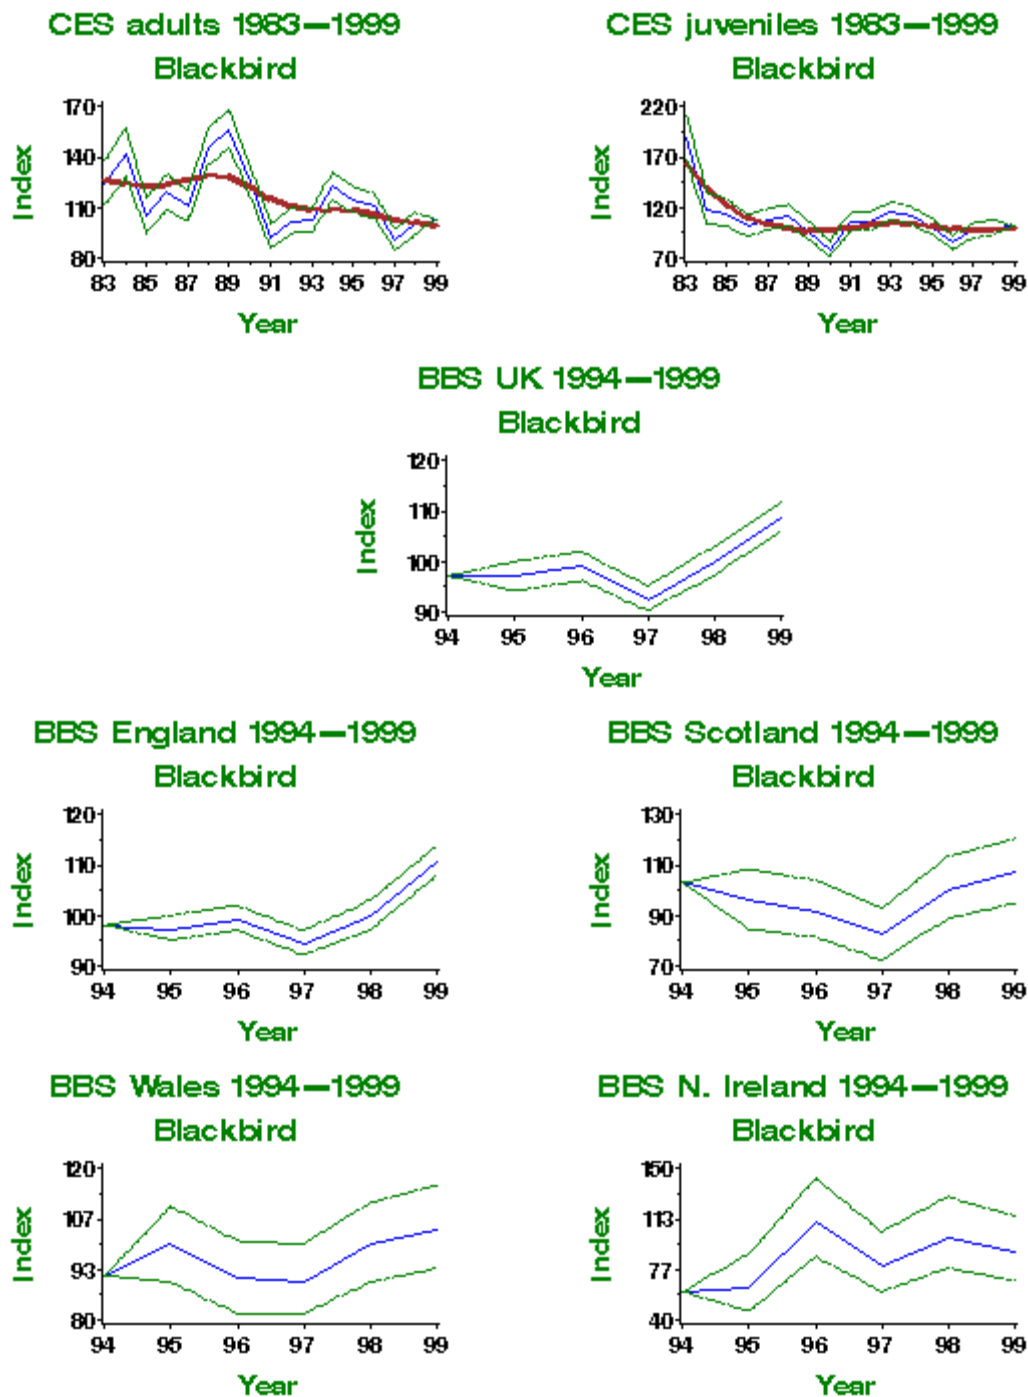 CES adults 1983—1999
Blackbird
170
140
110
80
Index
83 85 87 89 91 93 95 97 99
Year
CES juveniles 1983—1999
Blackbird
220
170
120
70
Index
83 85 87 89 91 93 95 97 99
Year
BBS UK 1994—1999
Blackbird
120
110
100
90
Index
94 95 96 97 98 99
Year
BBS England 1994—1999
Blackbird
120
110
100
90
Index
94 95 96 97 98 99
Year
BBS Scotland 1994—1999
Blackbird
130
110
90
70
Index
94 95 96 97 98 99
Year
BBS Wales 1994—1999
Blackbird
120
107
93
80
Index
94 95 96 97 98 99
Year
BBS N. Ireland 1994—1999
Blackbird
150
113
77
40
Index
94 95 96 97 98 99
Year